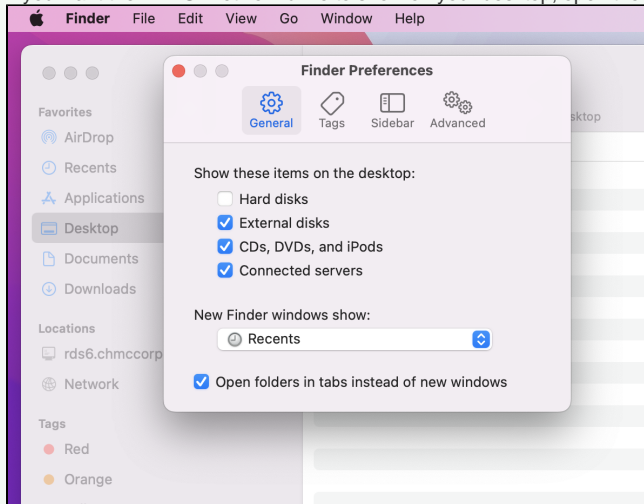 Finder File Edit View Go Window Help
Finder Preferences
General Tags Sidebar Advanced
Favorites
AirDrop
Recents
Applications
Desktop
Documents
Downloads
Locations
rds6.chmccorp
Network
Tags
Red
Orange
Show these items on the desktop:
Hard disks
External disks
CDs, DVDs, and iPods
Connected servers
New Finder windows show:
Recents
Open folders in tabs instead of new windows
sktop